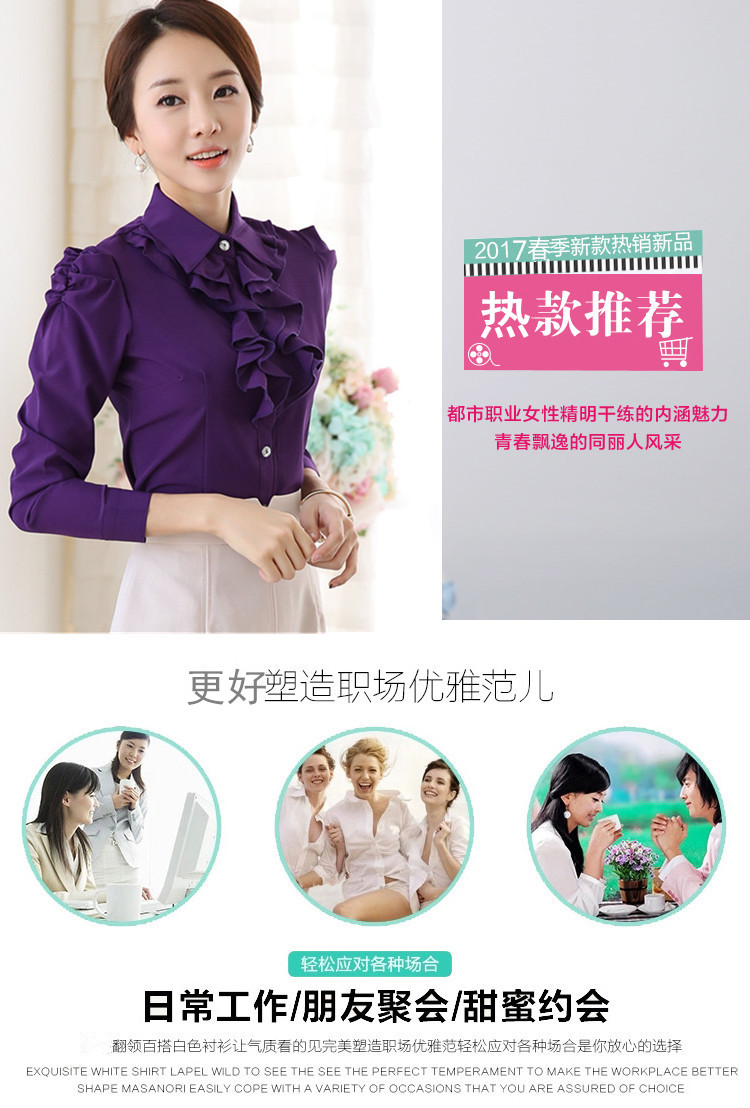 2017春季新款热销新品
热款推荐
都市职业女性精明干练的内涵魅力
青春飘逸的同丽人风采
更好塑造职场优雅范儿
轻松应对各种场合
日常工作/朋友聚会/甜蜜约会
翻领百搭白色衬衫让气质看的见完美塑造职场优雅范轻松应对各种场合是你放心的选择
EXQUISITE WHITE SHIRT LAPEL WILD TO SEE THE SEE THE PERFECT TEMPERAMENT TO MAKE THE WORKPLACE BETTER
SHAPE MASANORI EASILY COPE WITH A VARIETY OF OCCASIONS THAT YOU ARE ASSURED OF CHOICE